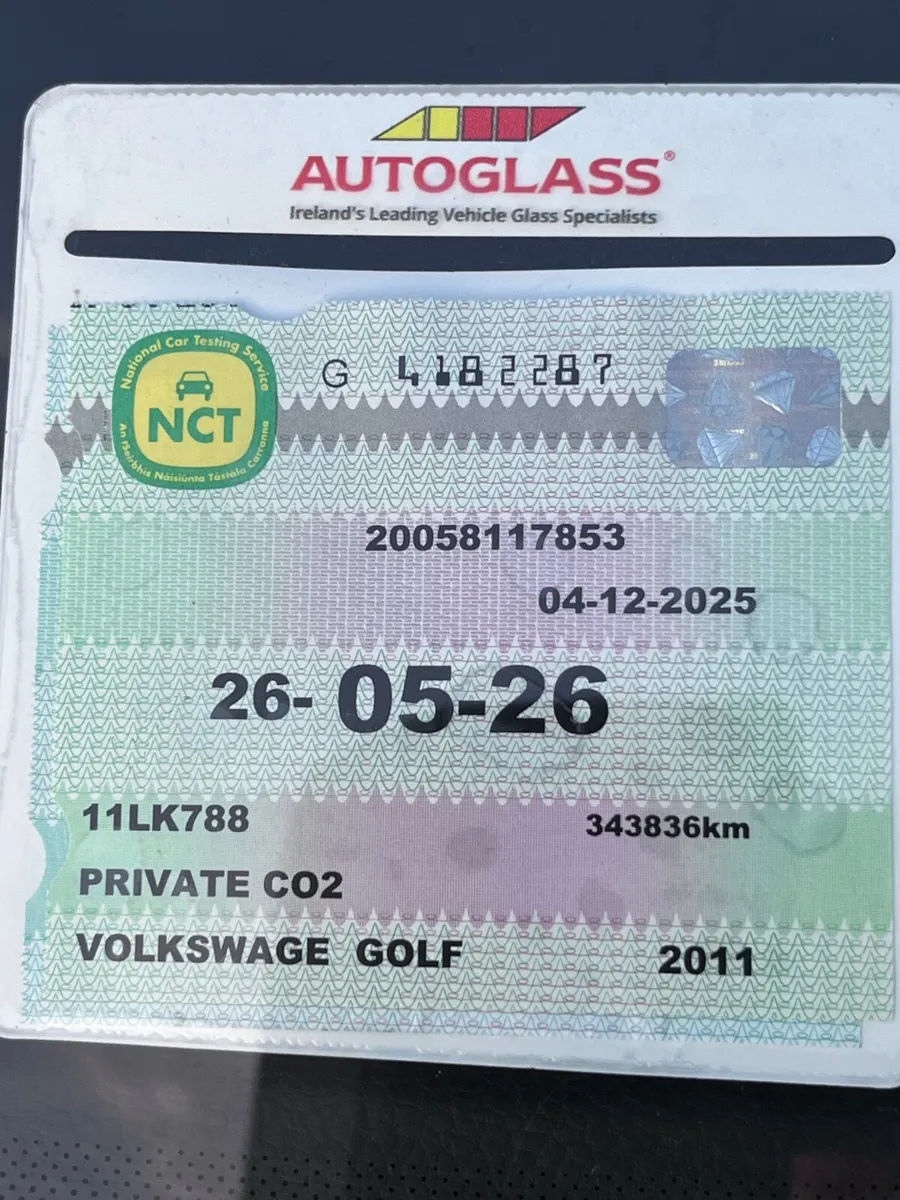 AUTOGLASS®
Ireland's Leading Vehicle Glass Specialists
National Car Testing Service
NCT
An tSeirbhís Náisiúnta Tástála Carranna
G 4182287
20058117853
04-12-2025
26-05-26
11LK788 343836km
PRIVATE CO2
VOLKSWAGE GOLF 2011